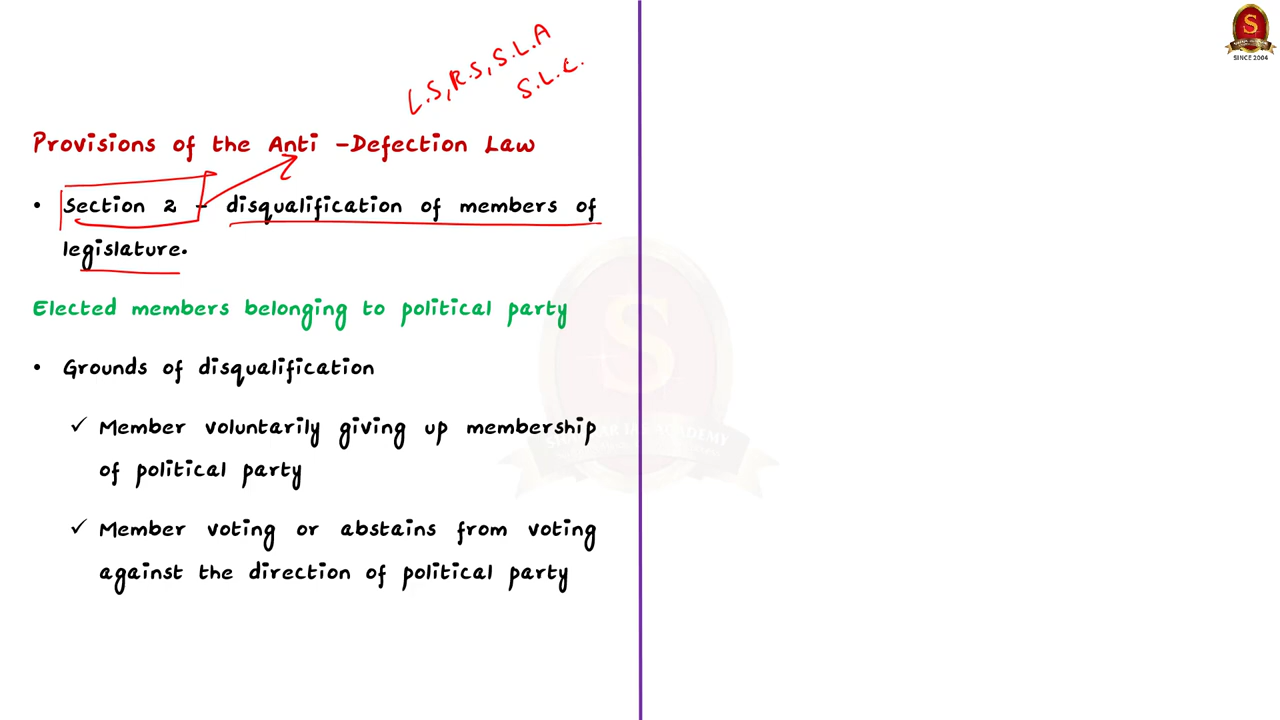 L.S, R.S, S.L.A
S.L.C.
S
SINCE 2004
Provisions of the Anti -Defection Law
• Section 2 - disqualification of members of
legislature.
Elected members belonging to political party
• Grounds of disqualification
✓ Member voluntarily giving up membership
of political party
✓ Member voting or abstains from voting
against the direction of political party